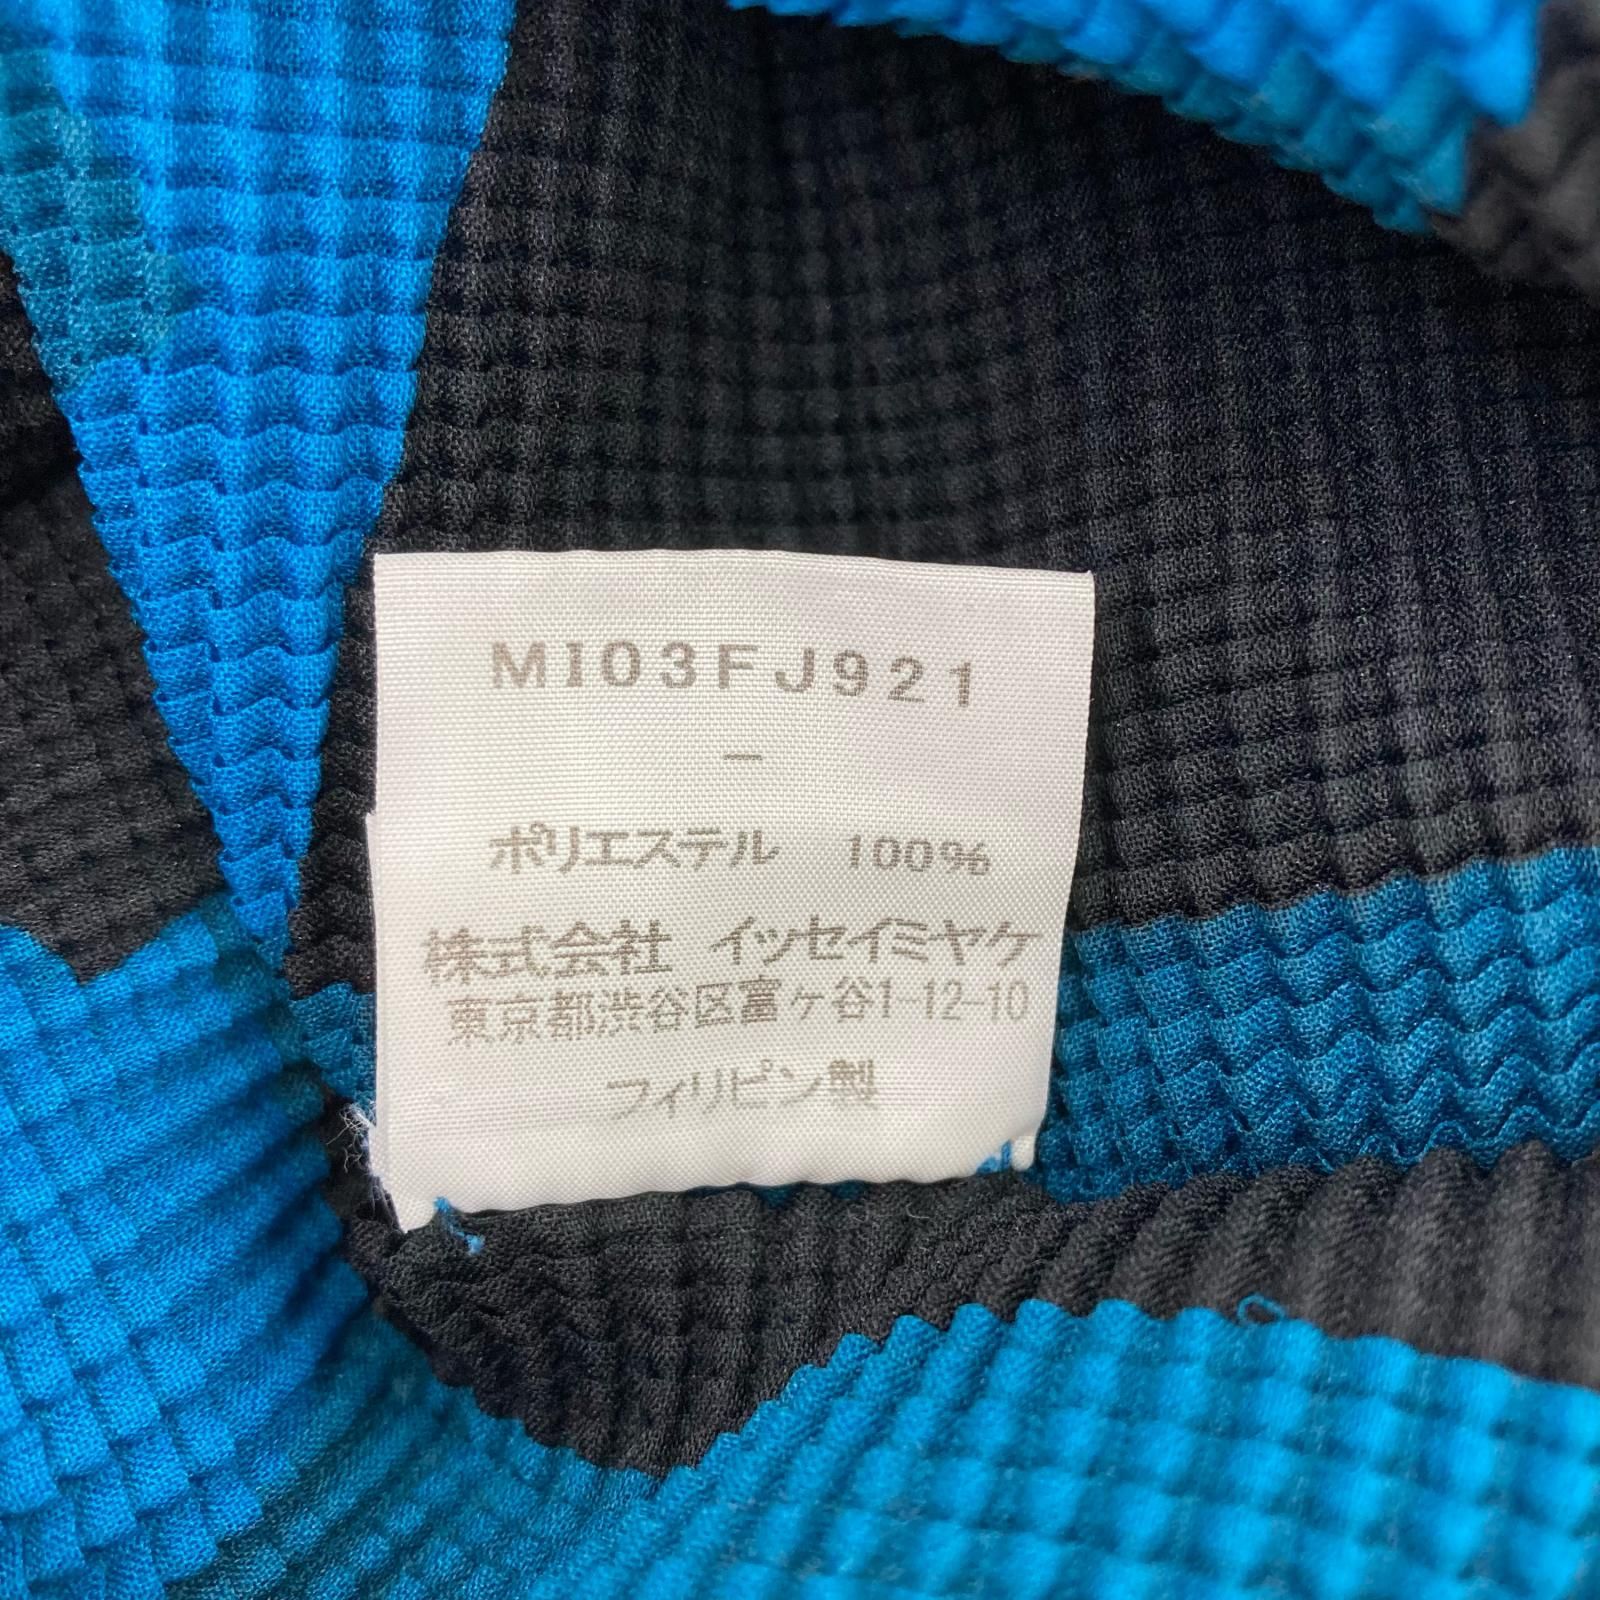 MI03FJ921
—
ポリエステル 100%
株式会社 イッセイミヤケ
東京都渋谷区富ヶ谷1-12-10
フィリピン製